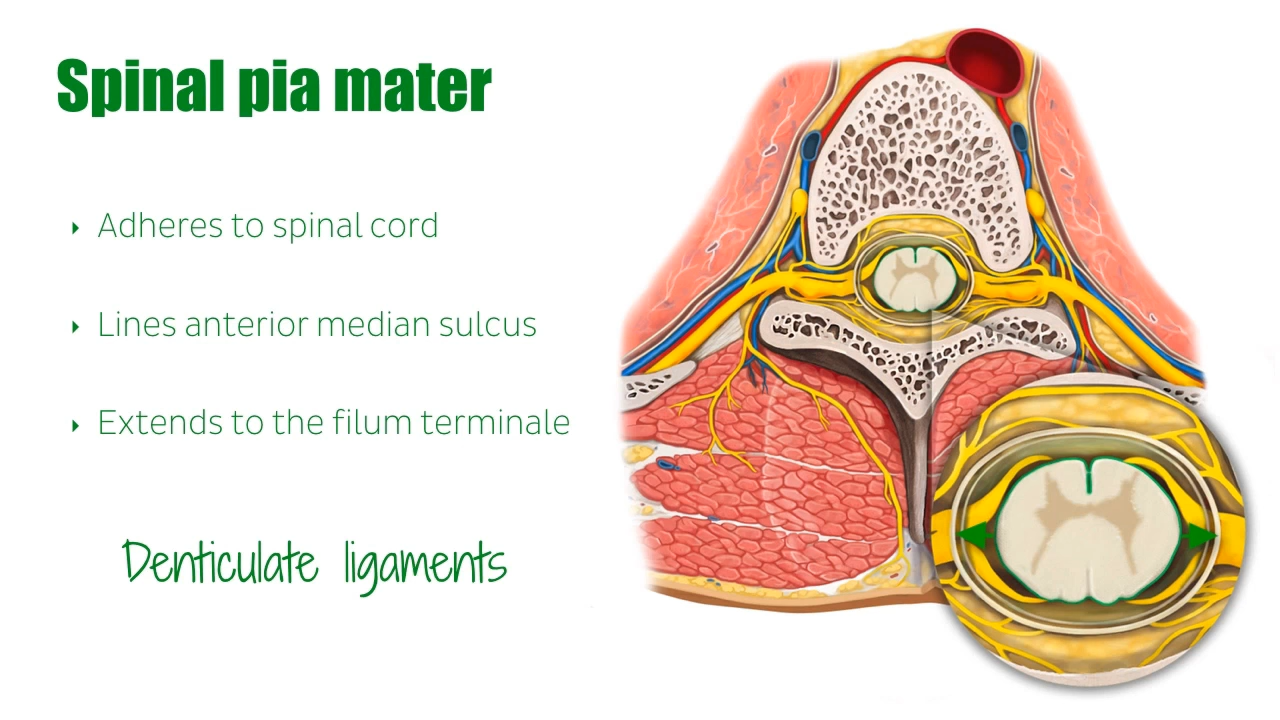 Spinal pia mater
Adheres to spinal cord
Lines anterior median sulcus
Extends to the filum terminale
Denticulate ligaments